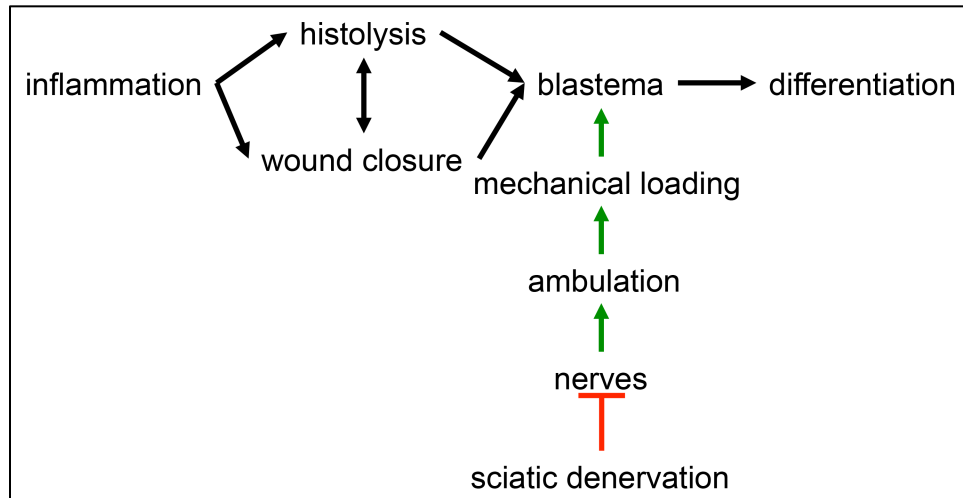 histolysis
inflammation
blastema
differentiation
wound closure
mechanical loading
ambulation
nerves
sciatic denervation